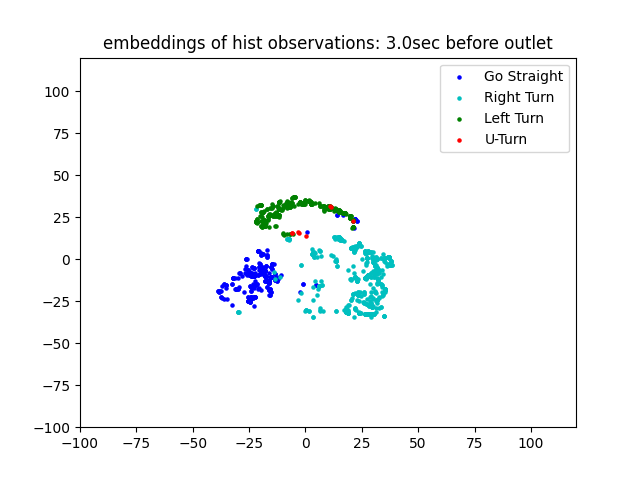 embeddings of hist observations: 3.0sec before outlet
Go Straight
Right Turn
Left Turn
U-Turn
100
75
50
25
0
−25
−50
−75
−100
−100 −75 −50 −25 0 25 50 75 100